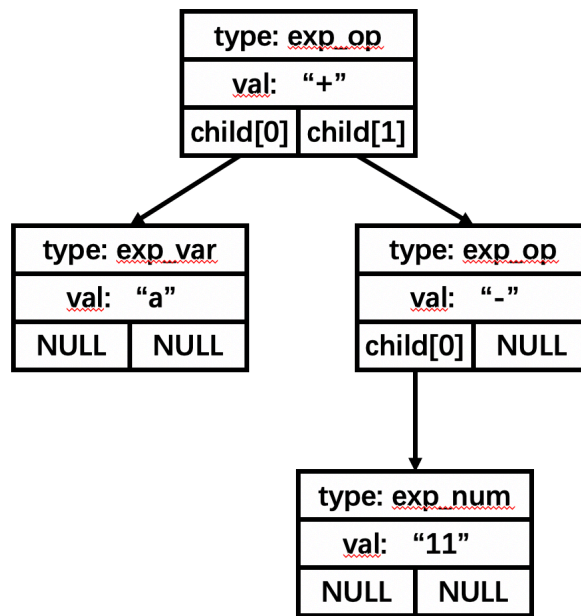 type: exp_op
val: “+”
child[0] child[1]
type: exp_var
val: “a”
NULL NULL
type: exp_op
val: “-”
child[0] NULL
type: exp_num
val: “11”
NULL NULL